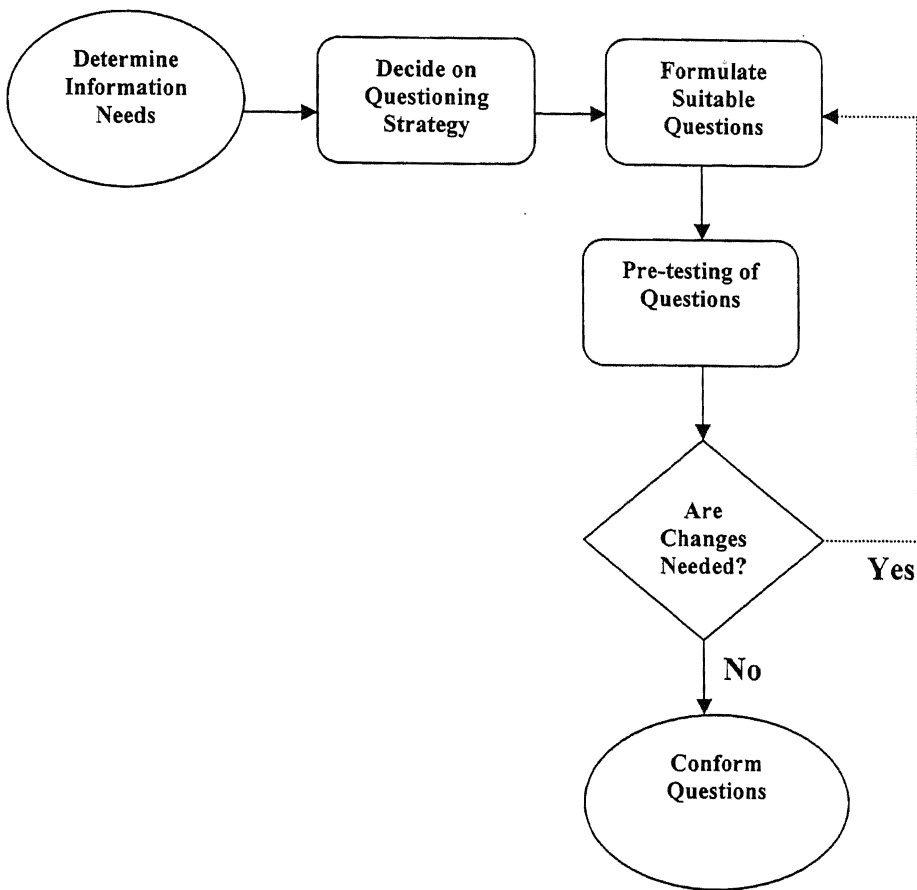 Determine
Information
Needs
Decide on
Questioning
Strategy
Formulate
Suitable
Questions
Pre-testing of
Questions
Are
Changes
Needed?
Yes
No
Conform
Questions